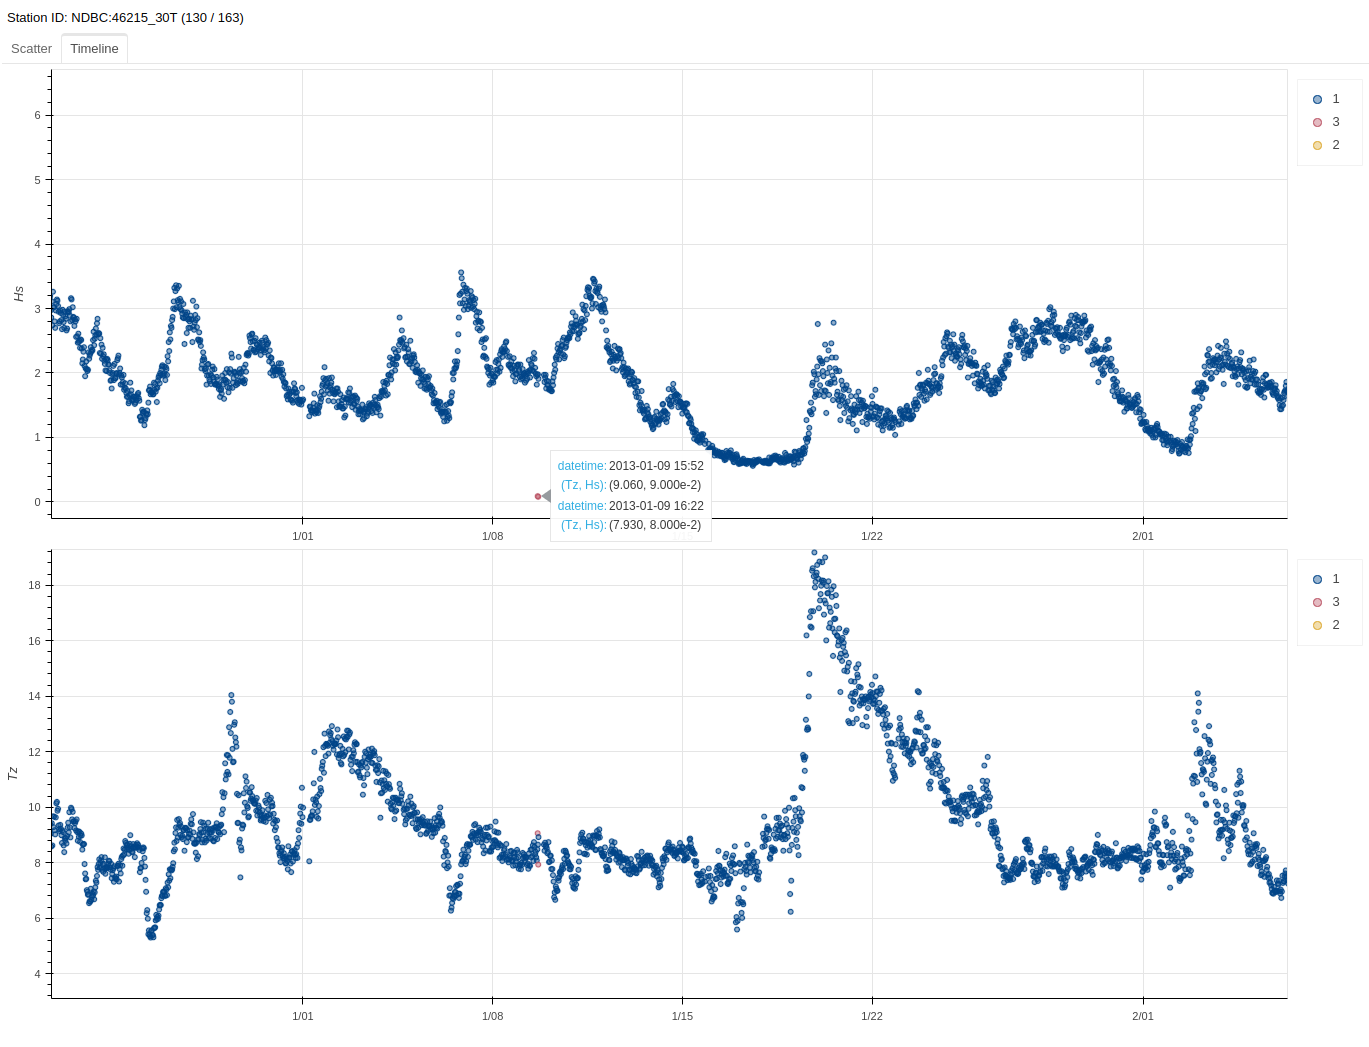 Station ID: NDBC:46215_30T (130 / 163)
Scatter Timeline
6
5
4
3
2
1
0
Hs
1
3
2
datetime: 2013-01-09 15:52
(Tz, Hs): (9.060, 9.000e-2)
datetime: 2013-01-09 16:22
(Tz, Hs): (7.930, 8.000e-2)
1/01 1/08 1/22 2/01
18
16
14
12
10
8
6
4
Tz
1
3
2
1/01 1/08 1/15 1/22 2/01